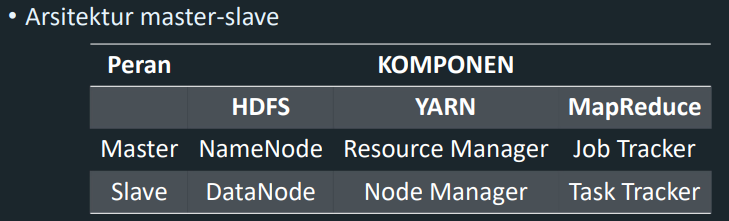 • Arsitektur master-slave
Peran KOMPONEN
HDFS YARN MapReduce
Master NameNode Resource Manager Job Tracker
Slave DataNode Node Manager Task Tracker